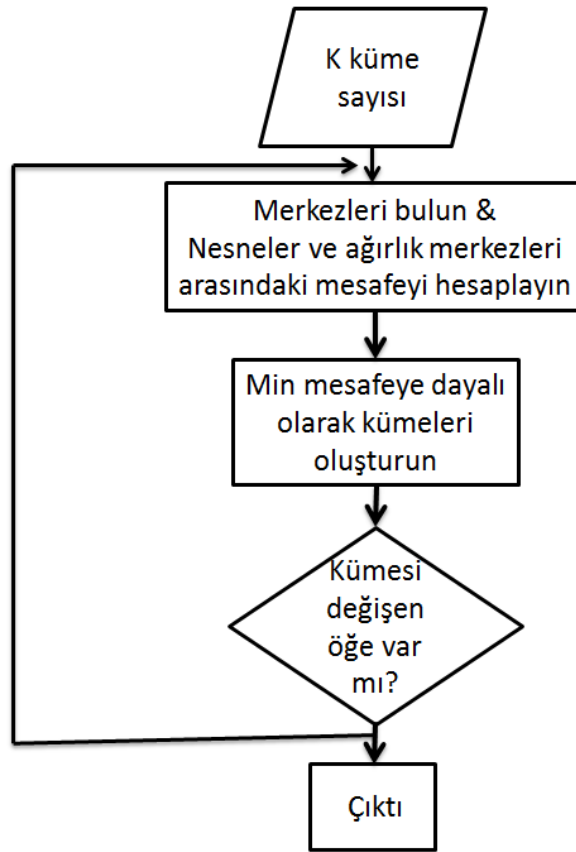 K küme
sayısı
Merkezleri bulun &
Nesneler ve ağırlık merkezleri
arasındaki mesafeyi hesaplayın
Min mesafeye dayalı
olarak kümeleri
oluşturun
Kümesi
değişen
öğe var
mı?
Çıktı